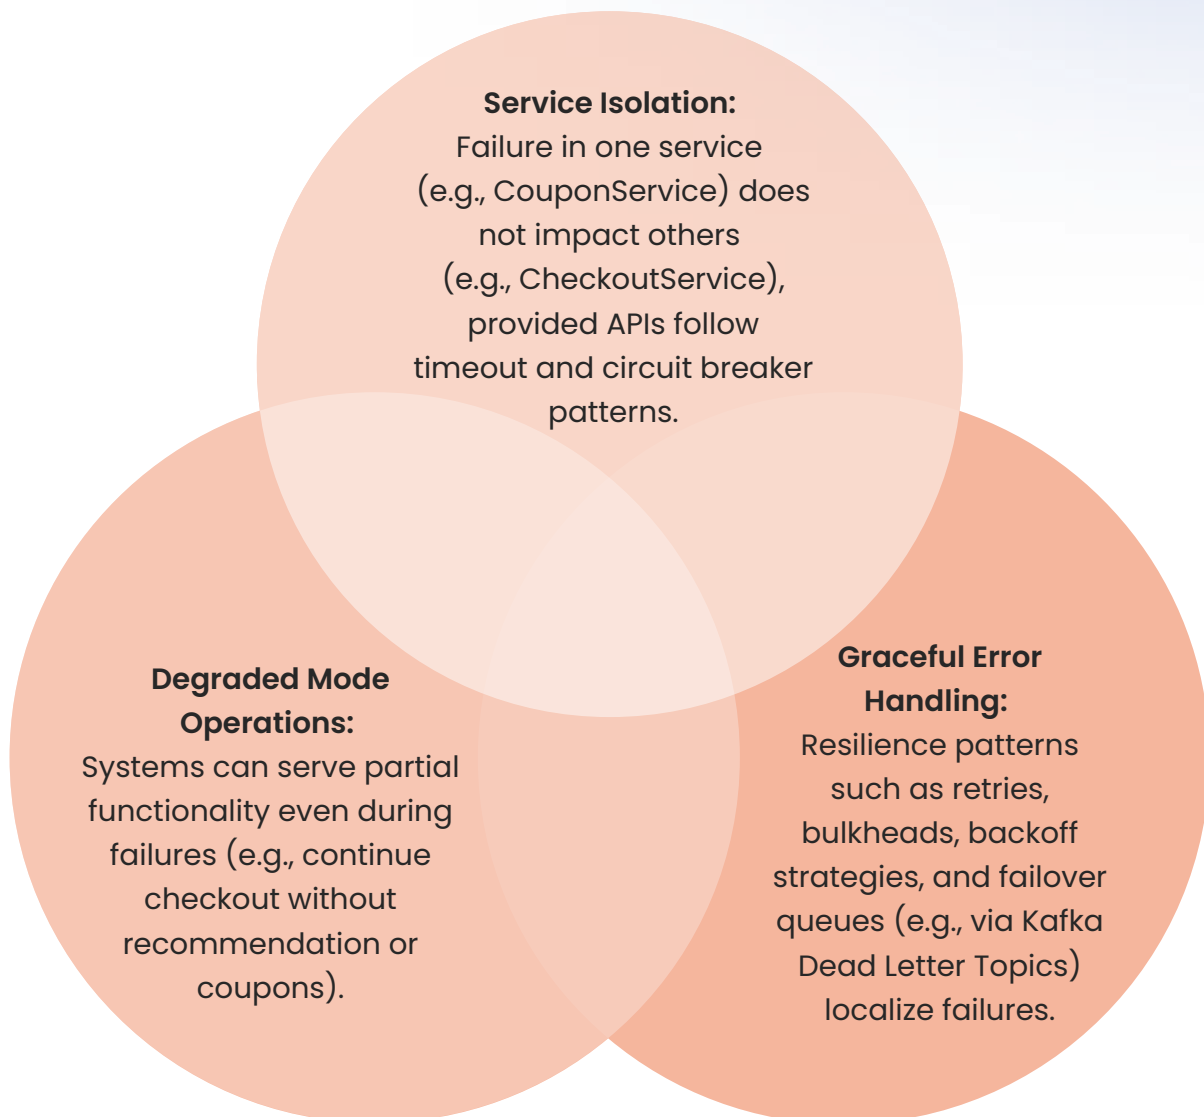 Service Isolation:
Failure in one service
(e.g., CouponService) does
not impact others
(e.g., CheckoutService),
provided APIs follow
timeout and circuit breaker
patterns.
Degraded Mode
Operations:
Systems can serve partial
functionality even during
failures (e.g., continue
checkout without
recommendation or
coupons).
Graceful Error
Handling:
Resilience patterns
such as retries,
bulkheads, backoff
strategies, and failover
queues (e.g., via Kafka
Dead Letter Topics)
localize failures.